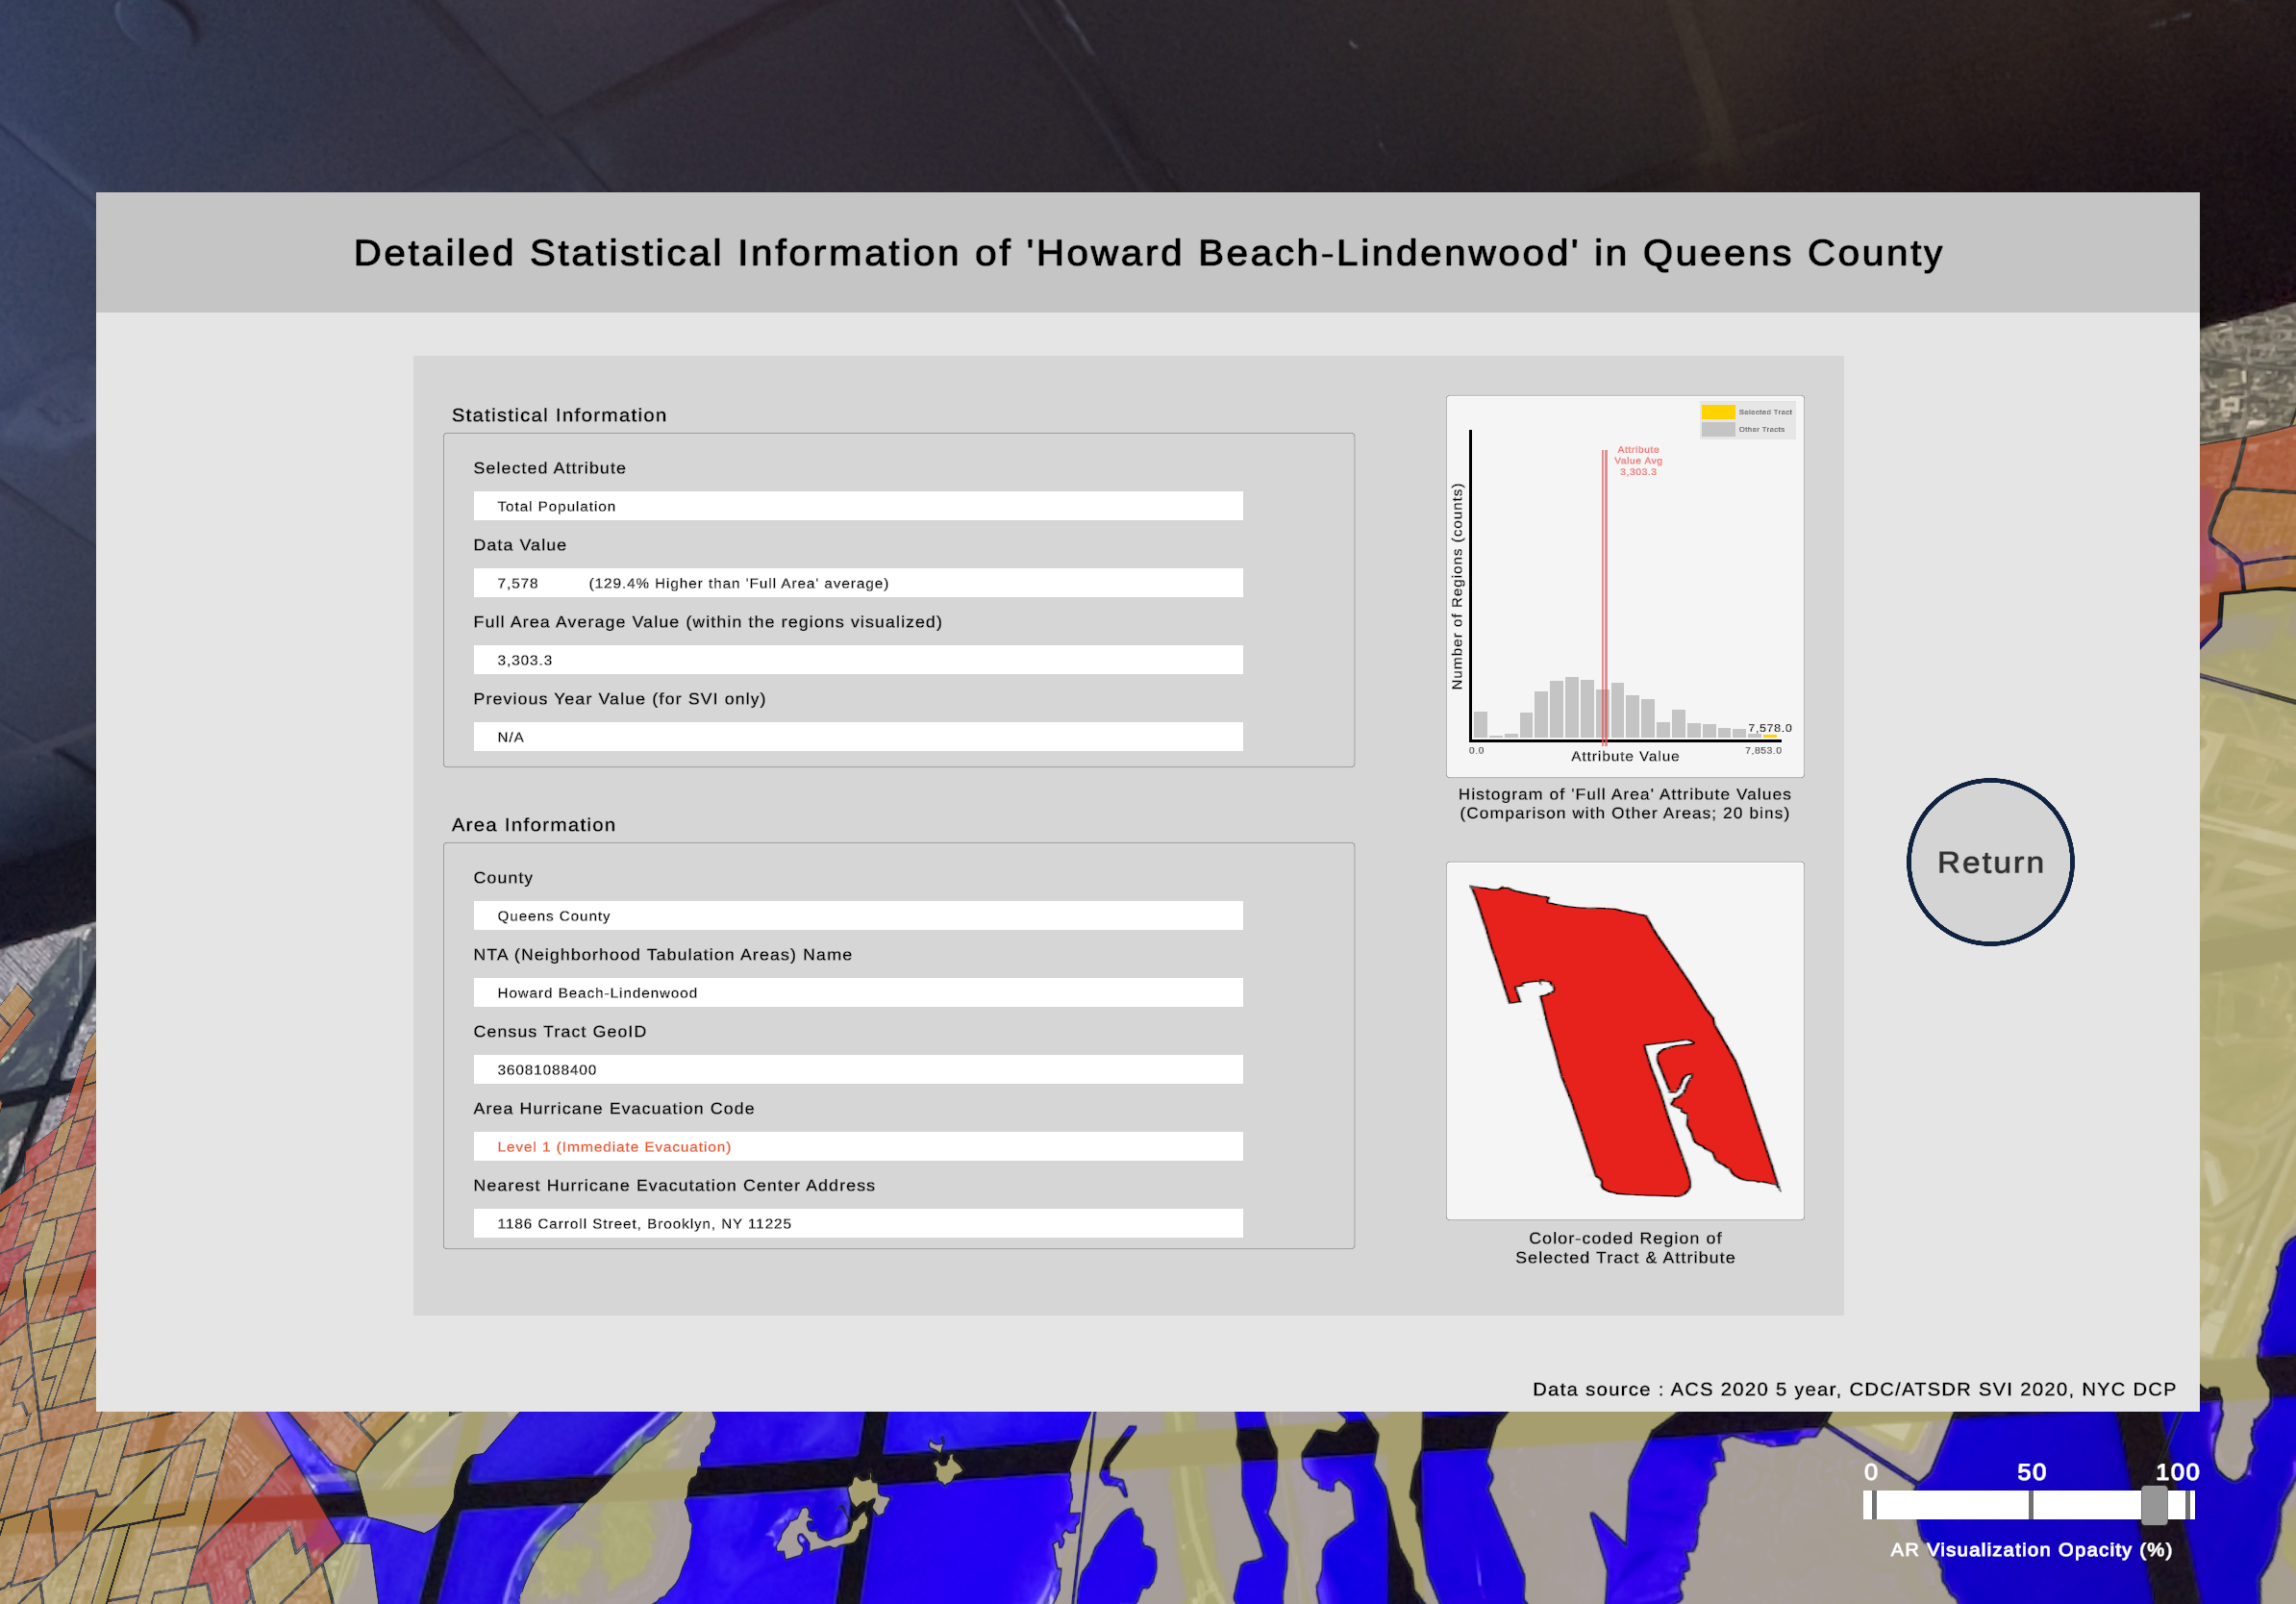 Detailed Statistical Information of 'Howard Beach-Lindenwood' in Queens County
Statistical Information
Selected Attribute
Total Population
Data Value
7,578 (129.4% Higher than 'Full Area' average)
Full Area Average Value (within the regions visualized)
3,303.3
Previous Year Value (for SVI only)
N/A
Area Information
County
Queens County
NTA (Neighborhood Tabulation Areas) Name
Howard Beach-Lindenwood
Census Tract GeoID
36081088400
Area Hurricane Evacuation Code
Level 1 (Immediate Evacuation)
Nearest Hurricane Evacutation Center Address
1186 Carroll Street, Brooklyn, NY 11225
Selected Tract
Other Tracts
Attribute
Value Avg
3,303.3
Number of Regions (counts)
7,578.0
0.0
7,853.0
Attribute Value
Histogram of 'Full Area' Attribute Values
(Comparison with Other Areas; 20 bins)
Color-coded Region of
Selected Tract & Attribute
Return
Data source : ACS 2020 5 year, CDC/ATSDR SVI 2020, NYC DCP
0 50 100
AR Visualization Opacity (%)